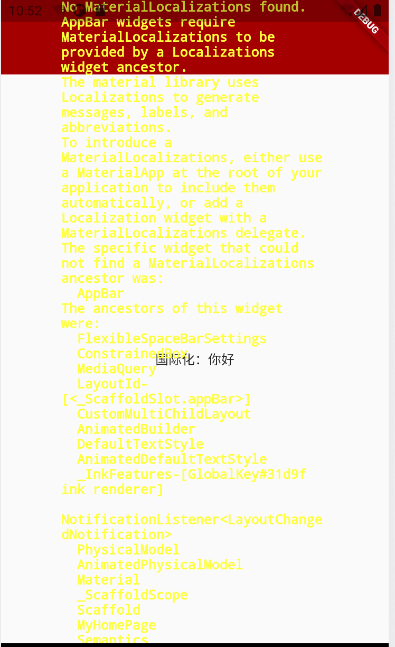 10:52
No MaterialLocalizations found.
DEBUG
AppBar widgets require
MaterialLocalizations to be
provided by a Localizations
widget ancestor.
The material library uses
Localizations to generate
messages, labels, and
abbreviations.
To introduce a
MaterialLocalizations, either use
a MaterialApp at the root of your
application to include them
automatically, or add a
Localization widget with a
MaterialLocalizations delegate.
The specific widget that could
not find a MaterialLocalizations
ancestor was:
AppBar
The ancestors of this widget
were:
FlexibleSpaceBarSettings
ConstrainedBox
国际化：你好
MediaQuery
LayoutId-
[<_ScaffoldSlot.appBar>]
CustomMultiChildLayout
AnimatedBuilder
DefaultTextStyle
AnimatedDefaultTextStyle
_InkFeatures-[GlobalKey#31d9f
ink renderer]
NotificationListener<LayoutChange
dNotification>
PhysicalModel
AnimatedPhysicalModel
Material
_ScaffoldScope
Scaffold
MyHomePage
Semantics